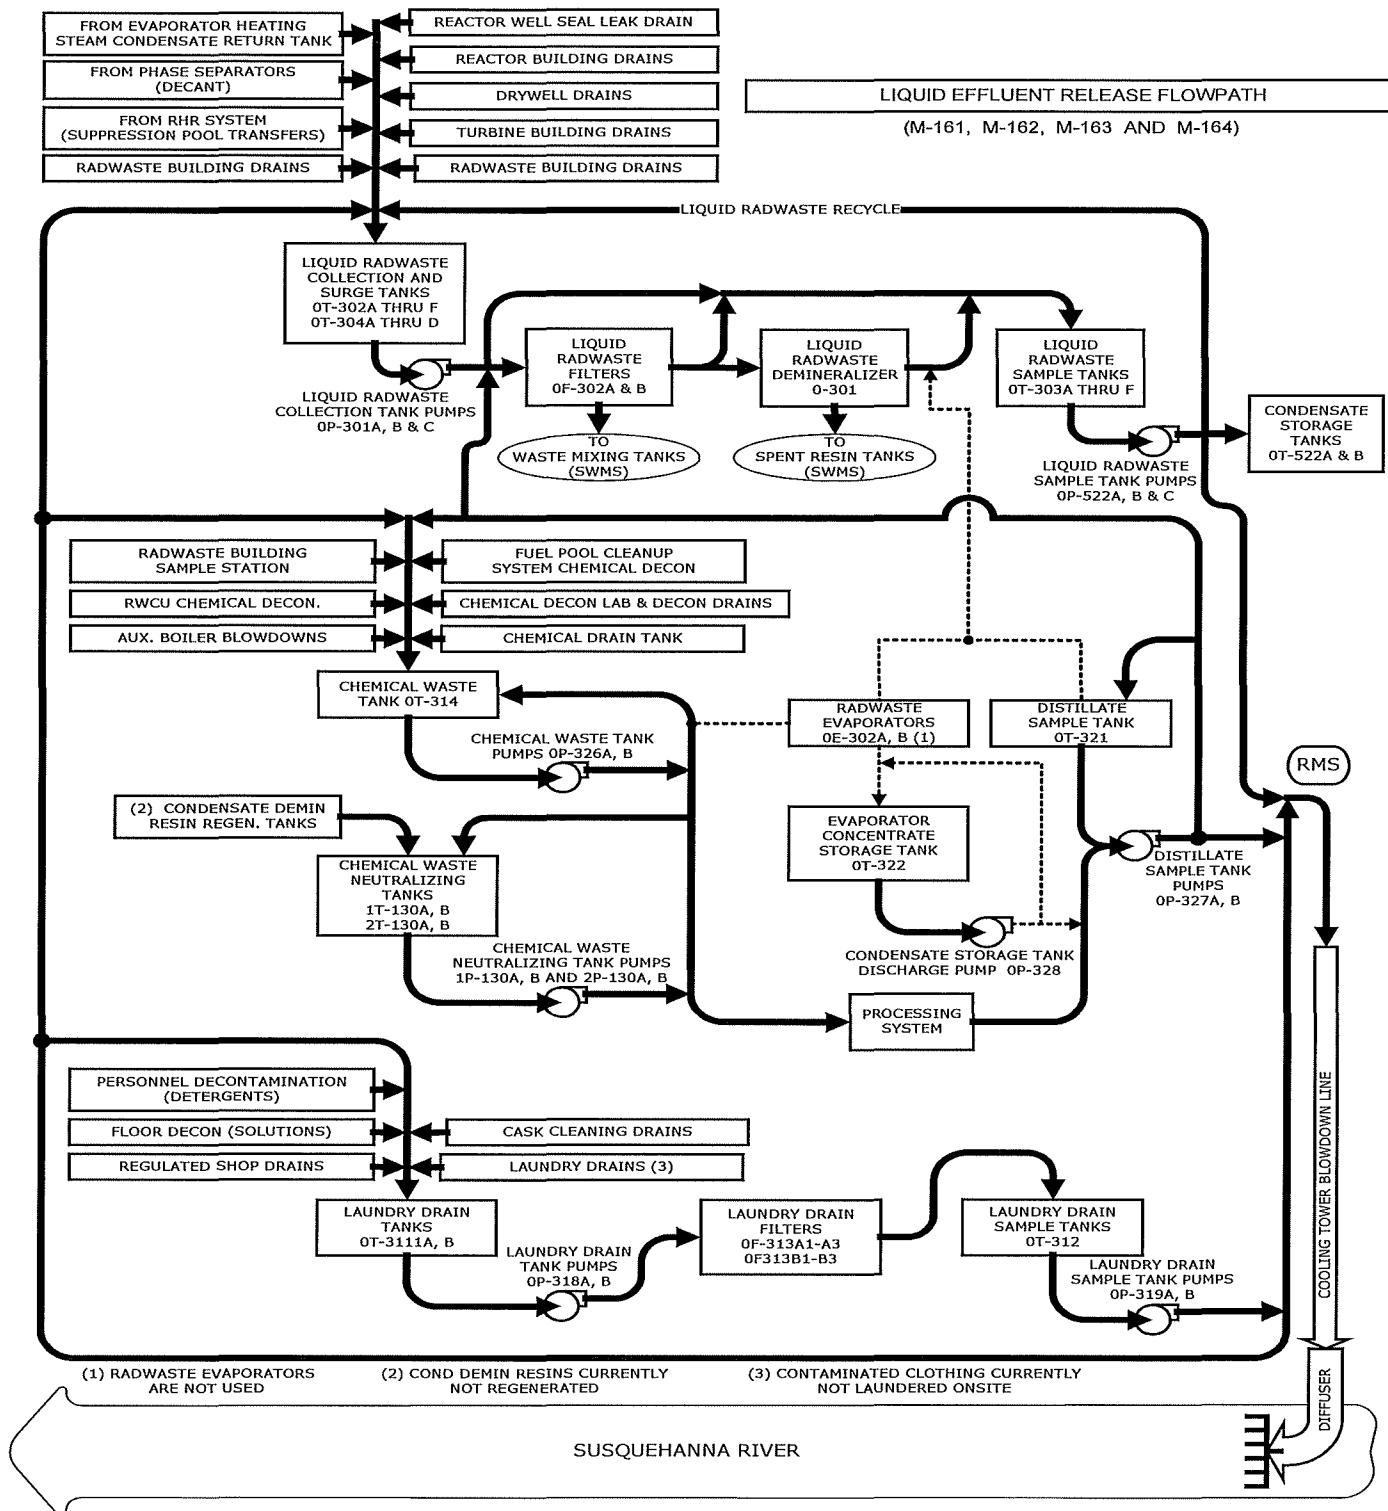 FROM EVAPORATOR HEATING
STEAM CONDENSATE RETURN TANK
REACTOR WELL SEAL LEAK DRAIN
FROM PHASE SEPARATORS
(DECANT)
REACTOR BUILDING DRAINS
DRYWELL DRAINS
FROM RHR SYSTEM
(SUPPRESSION POOL TRANSFERS)
TURBINE BUILDING DRAINS
RADWASTE BUILDING DRAINS
RADWASTE BUILDING DRAINS
LIQUID EFFLUENT RELEASE FLOWPATH
(M-161, M-162, M-163 AND M-164)
LIQUID RADWASTE RECYCLE
LIQUID RADWASTE
COLLECTION AND
SURGE TANKS
0T-302A THRU F
0T-304A THRU D
LIQUID RADWASTE
COLLECTION TANK PUMPS
0P-301A, B & C
LIQUID
RADWASTE
FILTERS
0F-302A & B
TO
WASTE MIXING TANKS
(SWMS)
LIQUID
RADWASTE
DEMINERALIZER
0-301
TO
SPENT RESIN TANKS
(SWMS)
LIQUID
RADWASTE
SAMPLE TANKS
0T-303A THRU F
LIQUID RADWASTE
SAMPLE TANK PUMPS
0P-522A, B & C
CONDENSATE
STORAGE
TANKS
0T-522A & B
RADWASTE BUILDING
SAMPLE STATION
FUEL POOL CLEANUP
SYSTEM CHEMICAL DECON
RWCU CHEMICAL DECON.
CHEMICAL DECON LAB & DECON DRAINS
AUX. BOILER BLOWDOWNS
CHEMICAL DRAIN TANK
CHEMICAL WASTE
TANK 0T-314
CHEMICAL WASTE TANK
PUMPS 0P-326A, B
RADWASTE
EVAPORATORS
0E-302A, B (1)
DISTILLATE
SAMPLE TANK
0T-321
RMS
(2) CONDENSATE DEMIN
RESIN REGEN. TANKS
EVAPORATOR
CONCENTRATE
STORAGE TANK
0T-322
DISTILLATE
SAMPLE TANK
PUMPS
0P-327A, B
CHEMICAL WASTE
NEUTRALIZING
TANKS
1T-130A, B
2T-130A, B
CHEMICAL WASTE
NEUTRALIZING TANK PUMPS
1P-130A, B AND 2P-130A, B
CONDENSATE STORAGE TANK
DISCHARGE PUMP 0P-328
PROCESSING
SYSTEM
PERSONNEL DECONTAMINATION
(DETERGENTS)
FLOOR DECON (SOLUTIONS)
CASK CLEANING DRAINS
REGULATED SHOP DRAINS
LAUNDRY DRAINS (3)
LAUNDRY DRAIN
TANKS
0T-3111A, B
LAUNDRY DRAIN
TANK PUMPS
0P-318A, B
LAUNDRY DRAIN
FILTERS
0F-313A1-A3
0F313B1-B3
LAUNDRY DRAIN
SAMPLE TANKS
0T-312
LAUNDRY DRAIN
SAMPLE TANK PUMPS
0P-319A, B
COOLING TOWER BLOWDOWN LINE
DIFFUSER
(1) RADWASTE EVAPORATORS
ARE NOT USED
(2) COND DEMIN RESINS CURRENTLY
NOT REGENERATED
(3) CONTAMINATED CLOTHING CURRENTLY
NOT LAUNDERED ONSITE
SUSQUEHANNA RIVER